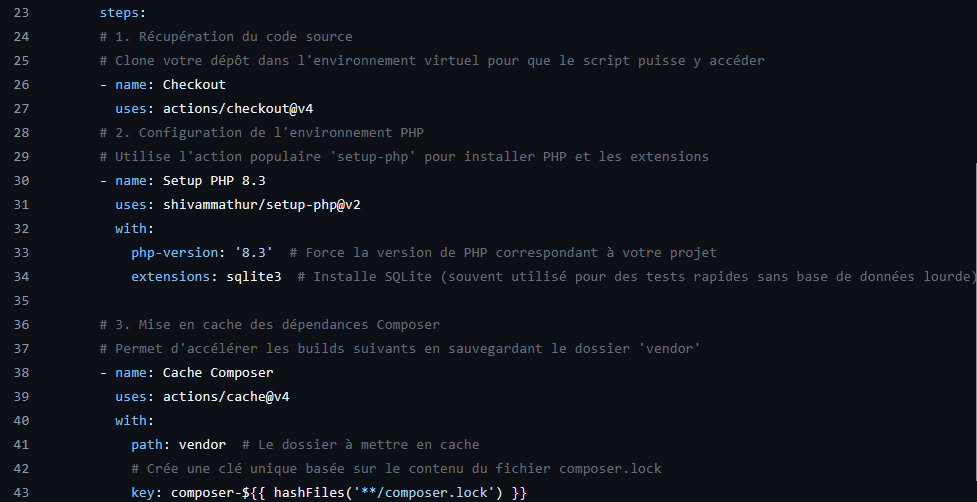 23 steps:
24 # 1. Récupération du code source
25 # Clone votre dépôt dans l'environnement virtuel pour que le script puisse y accéder
26 - name: Checkout
27 uses: actions/checkout@v4
28 # 2. Configuration de l'environnement PHP
29 # Utilise l'action populaire 'setup-php' pour installer PHP et les extensions
30 - name: Setup PHP 8.3
31 uses: shivammathur/setup-php@v2
32 with:
33 php-version: '8.3' # Force la version de PHP correspondant à votre projet
34 extensions: sqlite3 # Installe SQLite (souvent utilisé pour des tests rapides sans base de données lourde)
35
36 # 3. Mise en cache des dépendances Composer
37 # Permet d'accélérer les builds suivants en sauvegardant le dossier 'vendor'
38 - name: Cache Composer
39 uses: actions/cache@v4
40 with:
41 path: vendor # Le dossier à mettre en cache
42 # Crée une clé unique basée sur le contenu du fichier composer.lock
43 key: composer-${{ hashFiles('**/composer.lock') }}